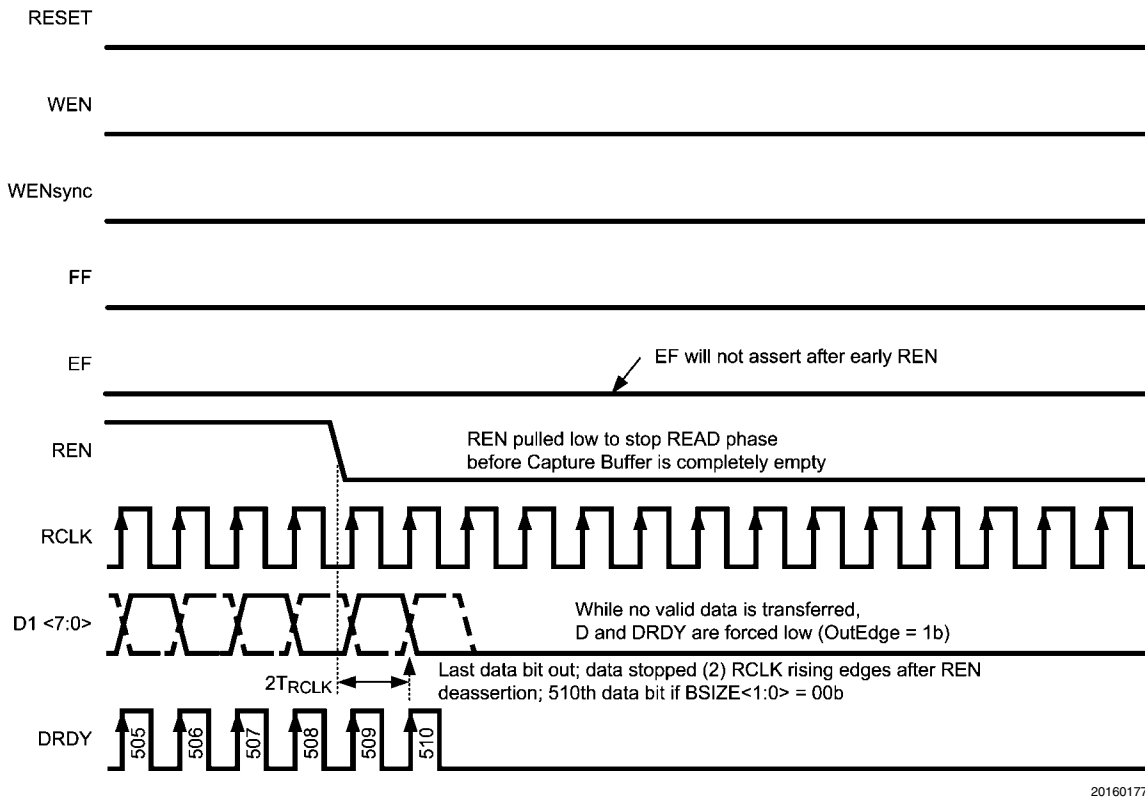 RESET
WEN
WENsync
FF
EF
EF will not assert after early REN
REN
REN pulled low to stop READ phase
before Capture Buffer is completely empty
RCLK
D1 <7:0>
While no valid data is transferred,
D and DRDY are forced low (OutEdge = 1b)
2TRCLK
Last data bit out; data stopped (2) RCLK rising edges after REN
deassertion; 510th data bit if BSIZE<1:0> = 00b
DRDY
505 506 507 508 509 510
20160177